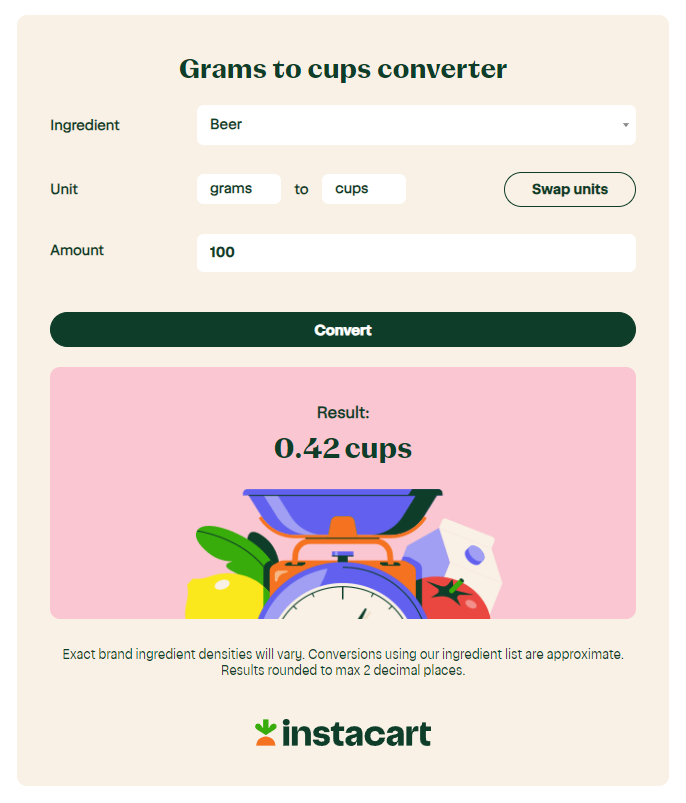 Grams to cups converter
Ingredient Beer
Unit grams to cups Swap units
Amount 100
Convert
Result:
0.42 cups
Exact brand ingredient densities will vary. Conversions using our ingredient list are approximate.
Results rounded to max 2 decimal places.
instacart